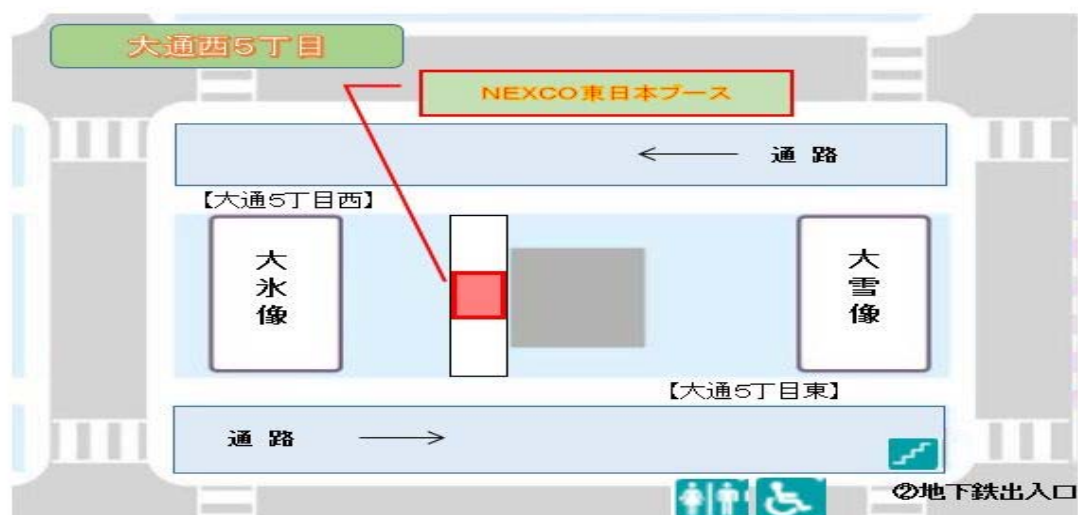 大通西5丁目
NEXCO東日本ブース
← 通路
【大通5丁目西】
大氷像
大雪像
【大通5丁目東】
通路 →
②地下鉄出入口